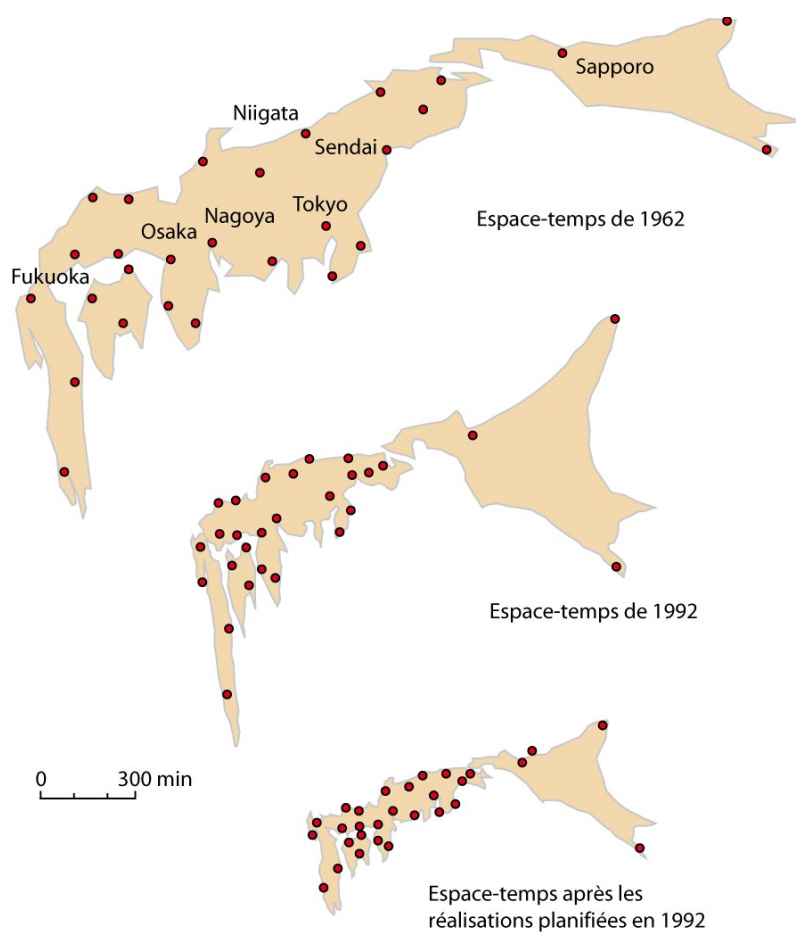 Sapporo
Niigata
Sendai
Tokyo
Nagoya
Osaka
Espace-temps de 1962
Fukuoka
Espace-temps de 1992
0 300 min
Espace-temps après les
réalisations planifiées en 1992